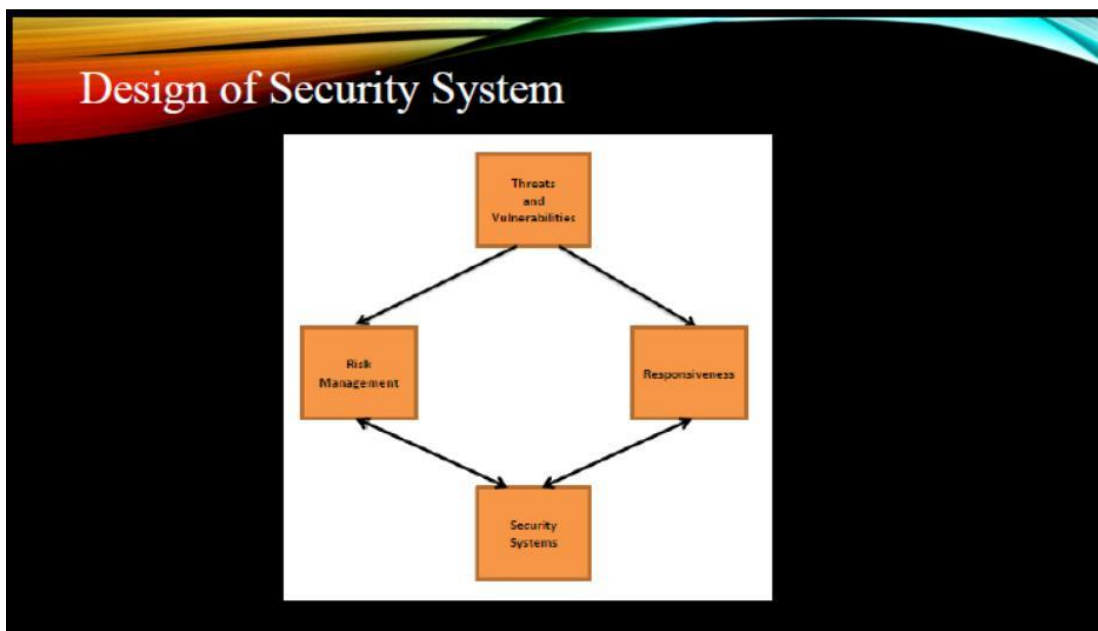 Design of Security System
Threats
and
Vulnerabilities
Risk
Management
Responsiveness
Security
Systems